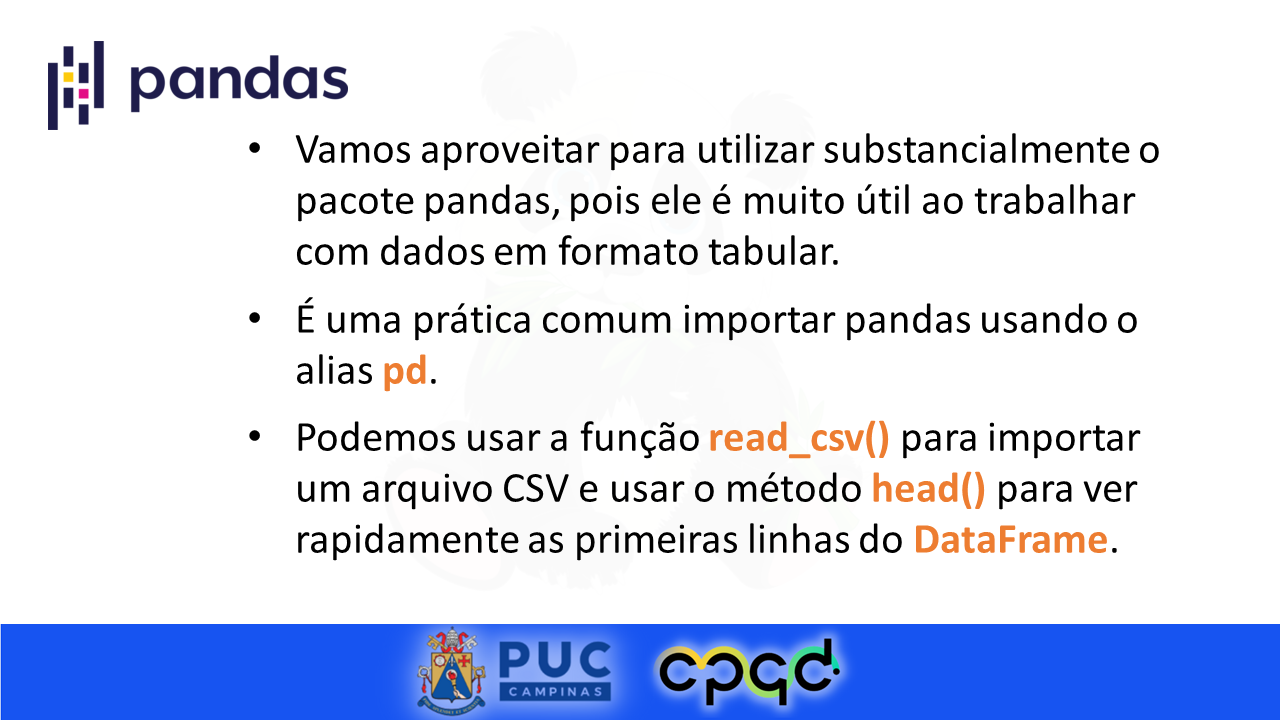 pandas
• Vamos aproveitar para utilizar substancialmente o
pacote pandas, pois ele é muito útil ao trabalhar
com dados em formato tabular.
• É uma prática comum importar pandas usando o
alias pd.
• Podemos usar a função read_csv() para importar
um arquivo CSV e usar o método head() para ver
rapidamente as primeiras linhas do DataFrame.
PUC
CAMPINAS
cpqd